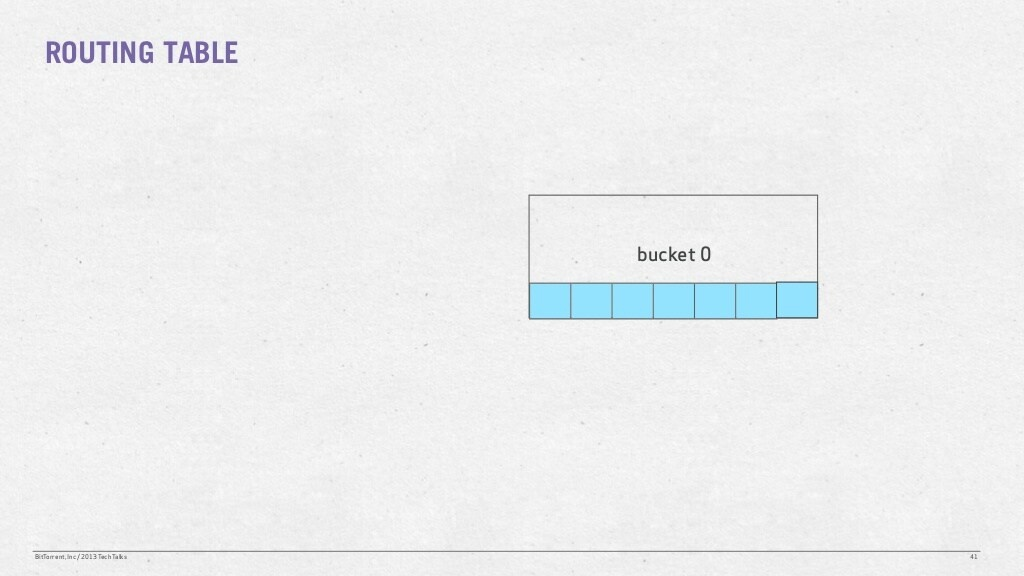 ROUTING TABLE
bucket 0
BitTorrent, Inc / 2013 Tech Talks
41